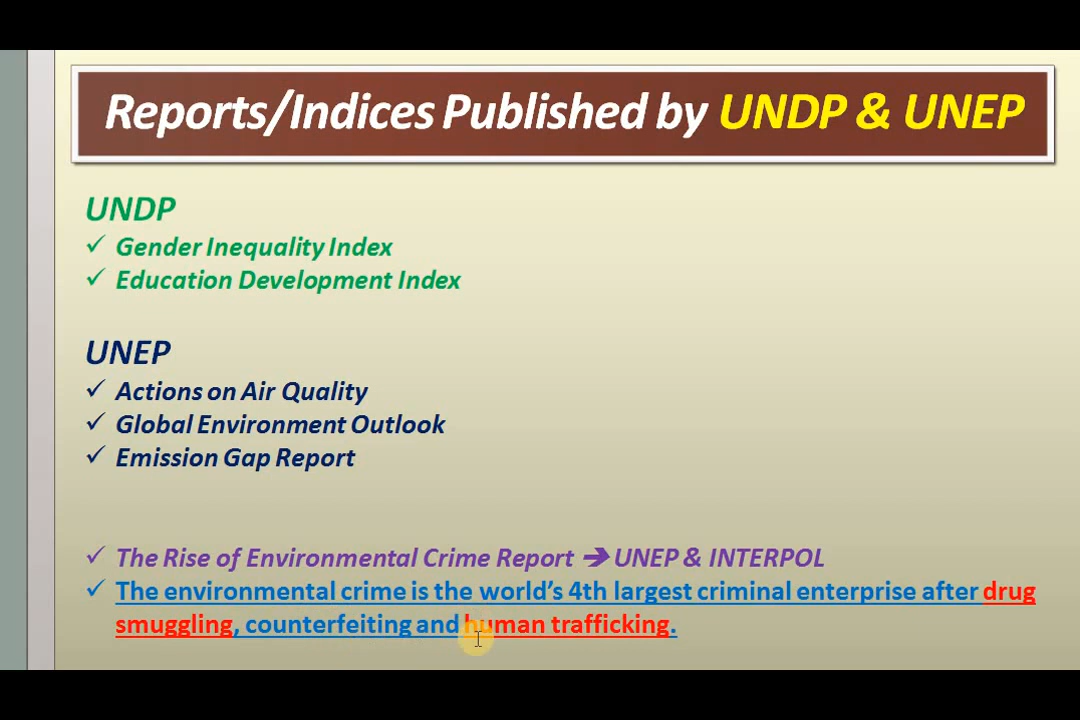 Reports/Indices Published by UNDP & UNEP
UNDP
✓ Gender Inequality Index
✓ Education Development Index
UNEP
✓ Actions on Air Quality
✓ Global Environment Outlook
✓ Emission Gap Report
✓ The Rise of Environmental Crime Report ➔ UNEP & INTERPOL
✓ The environmental crime is the world’s 4th largest criminal enterprise after drug
smuggling, counterfeiting and human trafficking.